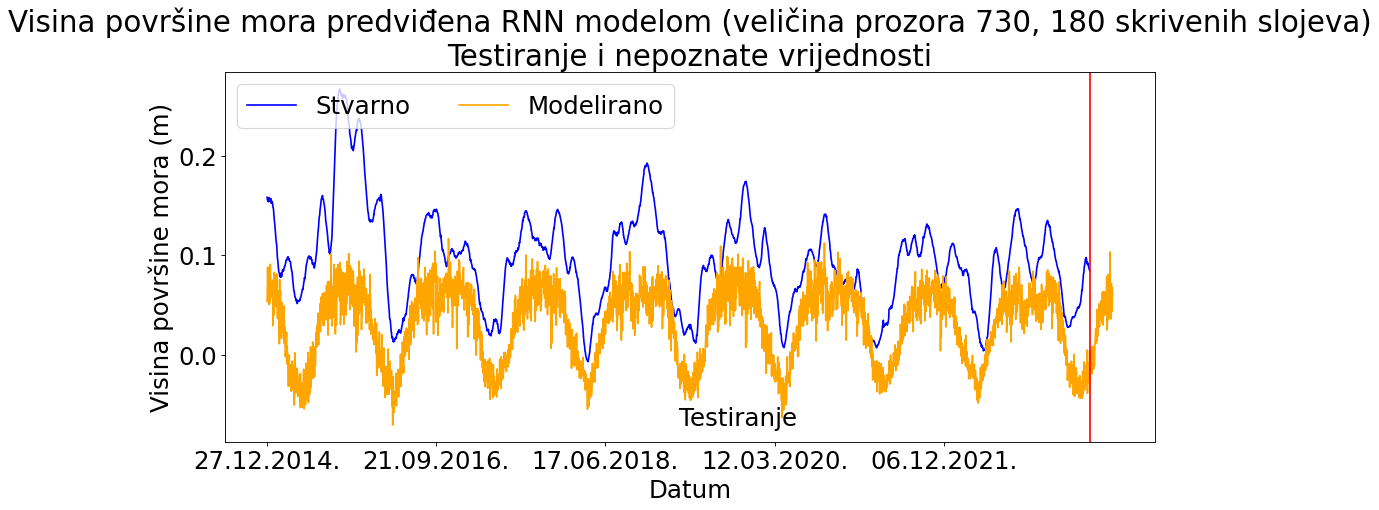 Visina površine mora predviđena RNN modelom (veličina prozora 730, 180 skrivenih slojeva)
Testiranje i nepoznate vrijednosti
Stvarno Modelirano
Visina površine mora (m)
0.2
0.1
0.0
Testiranje
27.12.2014. 21.09.2016. 17.06.2018. 12.03.2020. 06.12.2021.
Datum